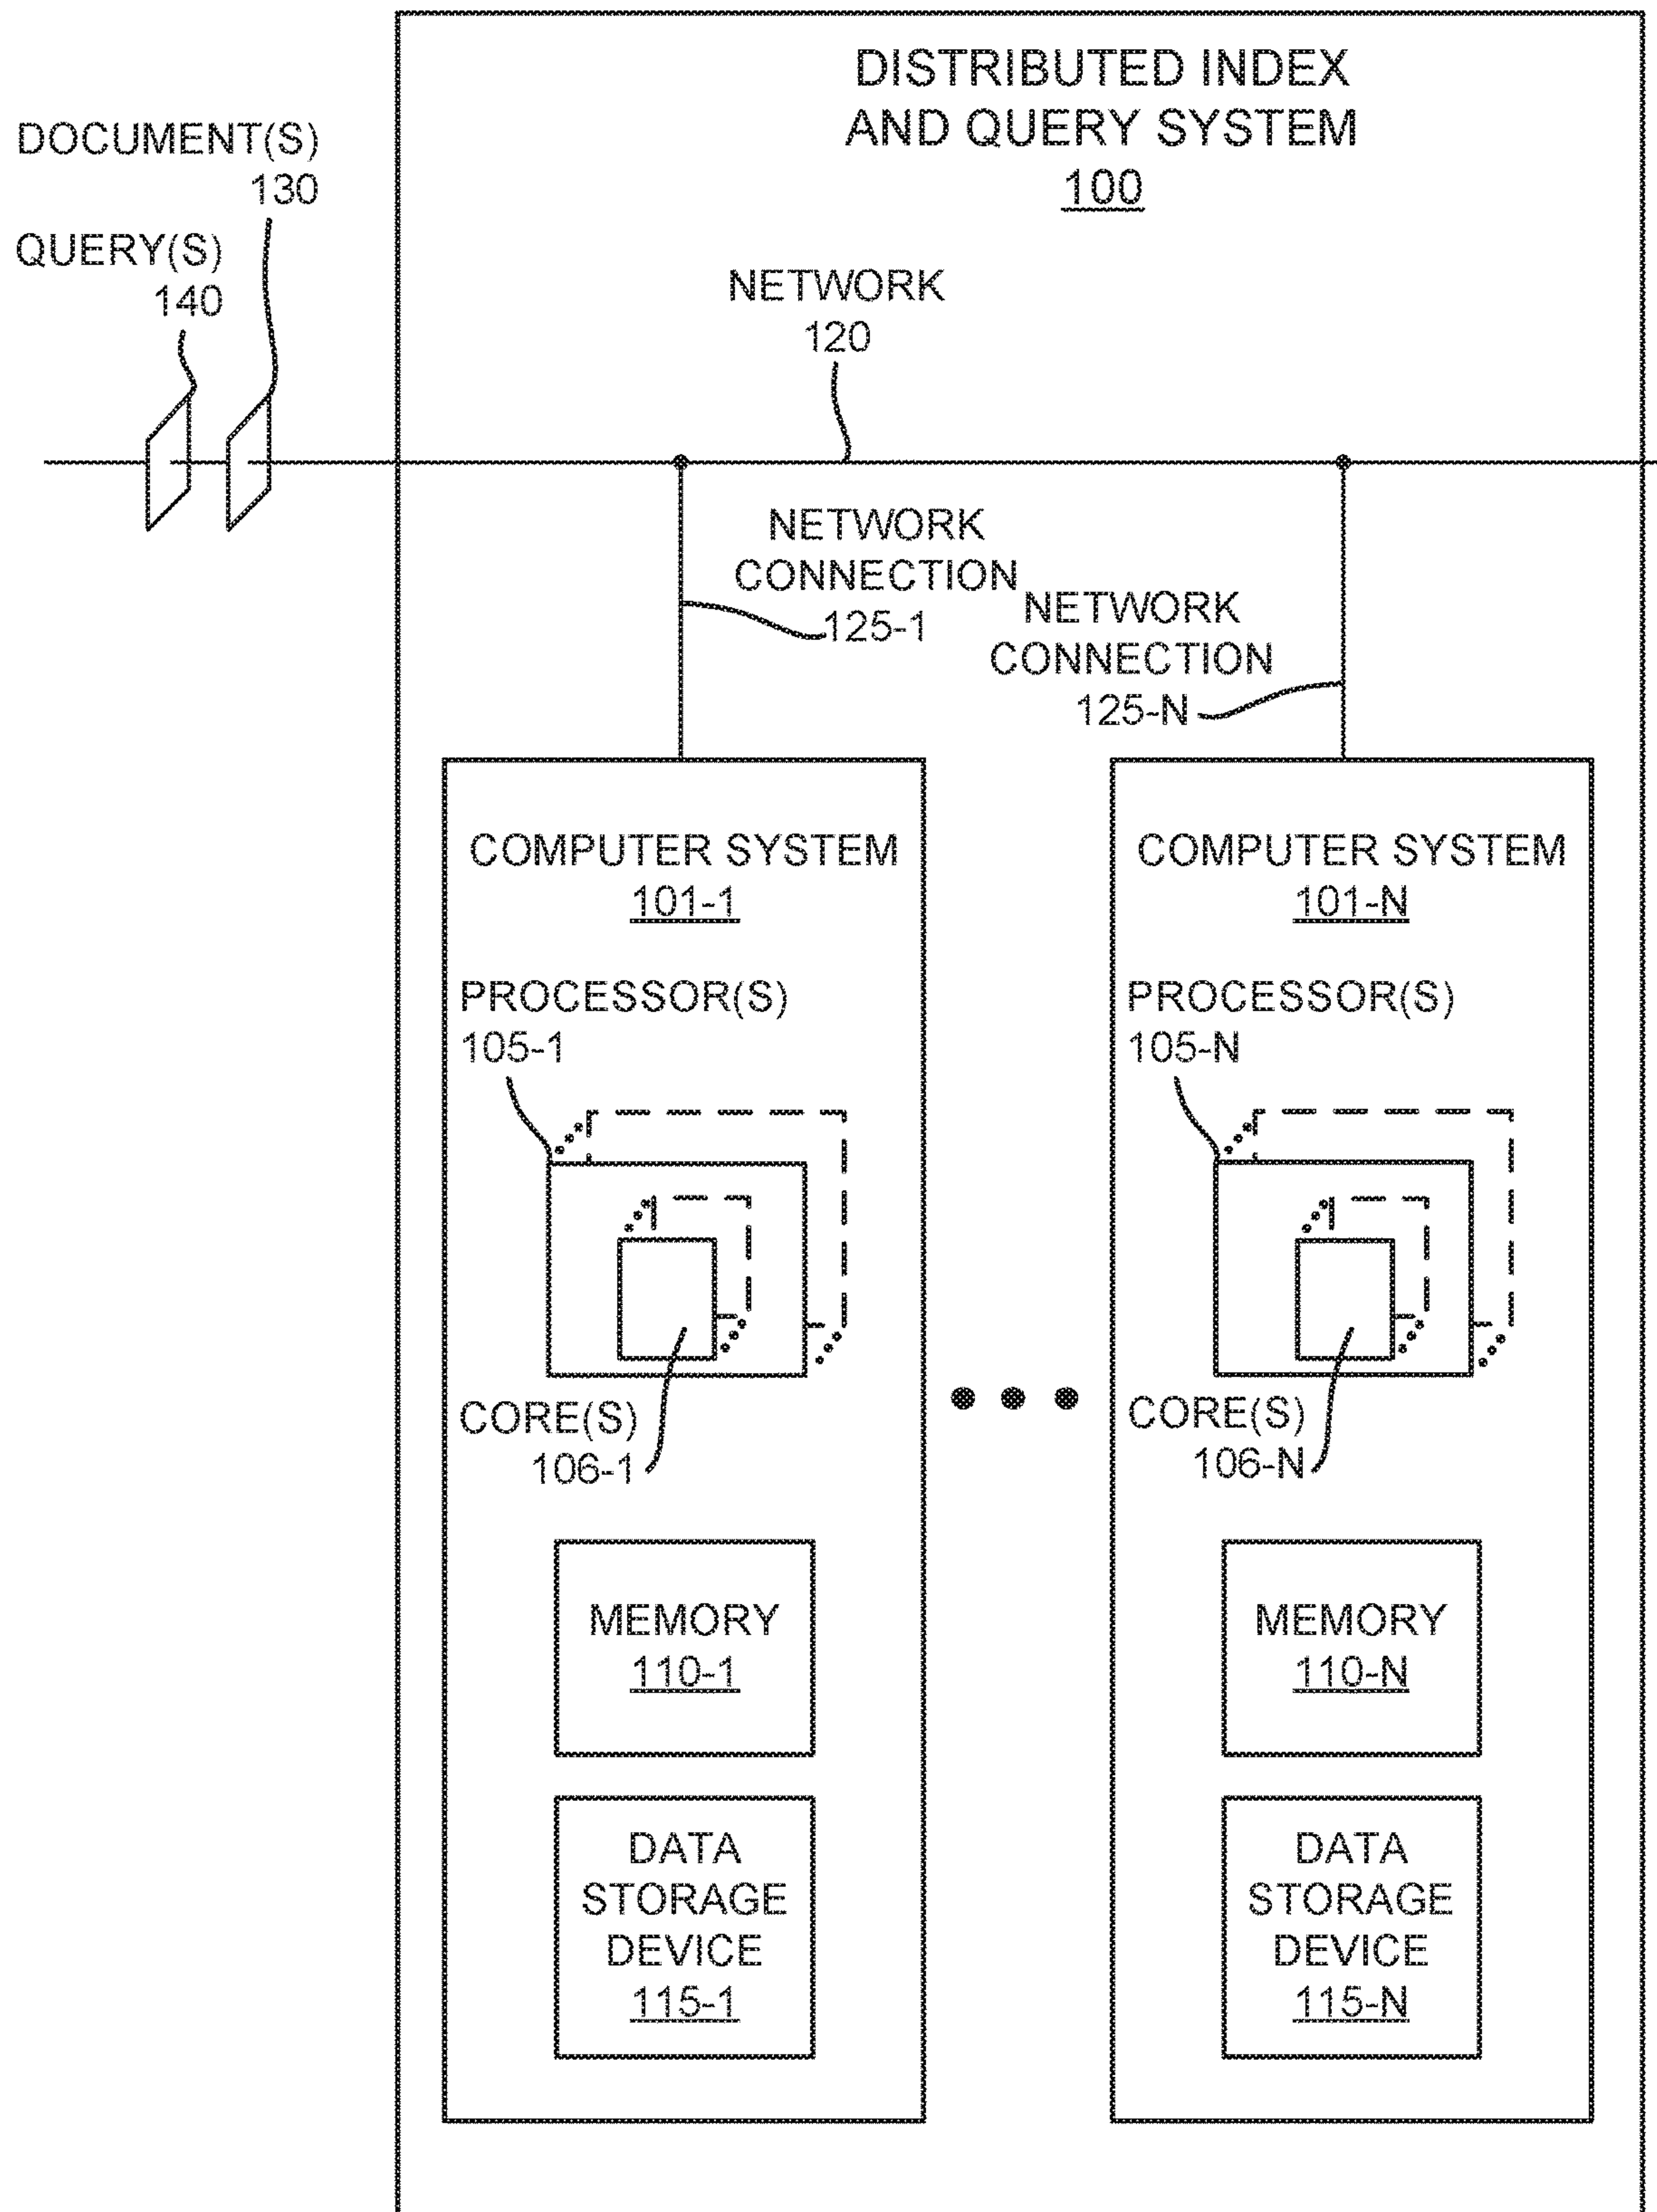 DISTRIBUTED INDEX
AND QUERY SYSTEM
100
DOCUMENT(S)
130
QUERY(S)
140
NETWORK
120
NETWORK
CONNECTION
125-1
NETWORK
CONNECTION
125-N
COMPUTER SYSTEM
101-1
PROCESSOR(S)
105-1
CORE(S)
106-1
MEMORY
110-1
DATA
STORAGE
DEVICE
115-1
COMPUTER SYSTEM
101-N
PROCESSOR(S)
105-N
CORE(S)
106-N
MEMORY
110-N
DATA
STORAGE
DEVICE
115-N